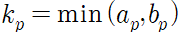 k_p = min(a_p, b_p)